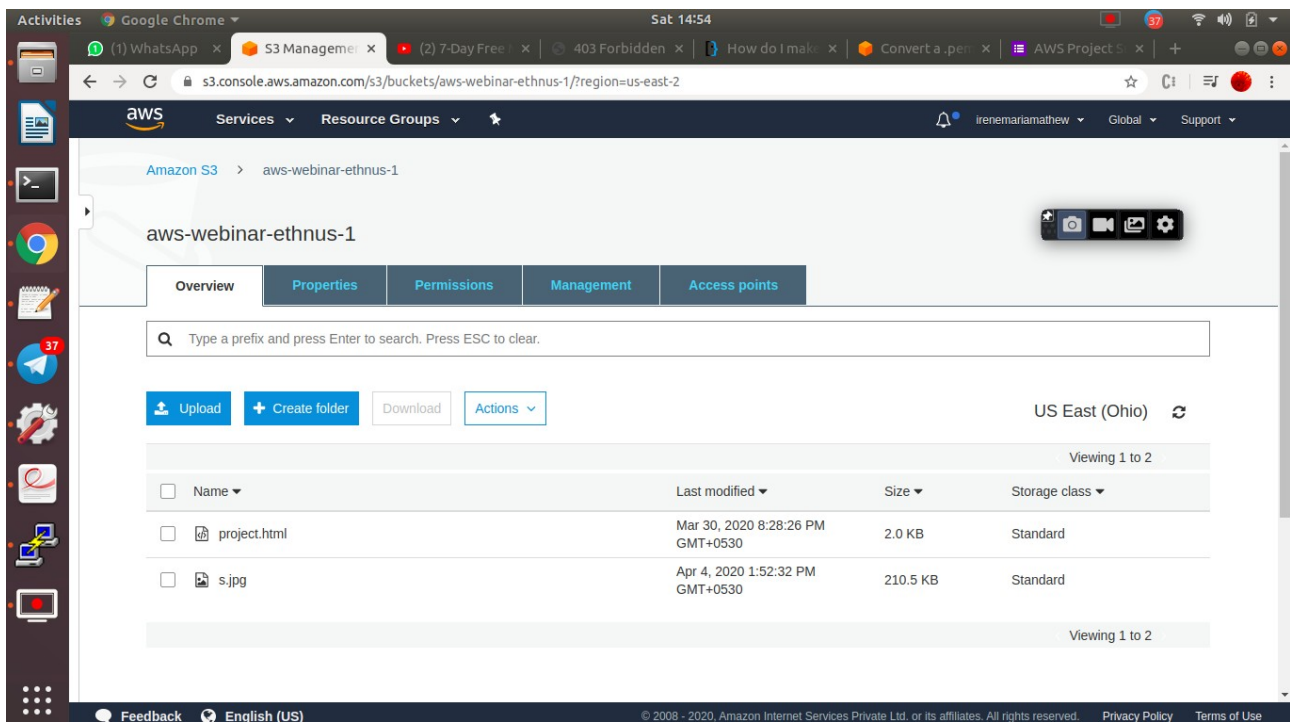 Activities Google Chrome Sat 14:54 37
(1) WhatsApp S3 Managemen (2) 7-Day Free 403 Forbidden How do I make Convert a .pem AWS Project S
s3.console.aws.amazon.com/s3/buckets/aws-webinar-ethnus-1/?region=us-east-2
aws Services Resource Groups irenemariamathew Global Support
Amazon S3 > aws-webinar-ethnus-1
aws-webinar-ethnus-1
Overview Properties Permissions Management Access points
37
Type a prefix and press Enter to search. Press ESC to clear.
Upload Create folder Download Actions US East (Ohio)
Viewing 1 to 2
Name Last modified Size Storage class
project.html Mar 30, 2020 8:28:26 PM GMT+0530 2.0 KB Standard
s.jpg Apr 4, 2020 1:52:32 PM GMT+0530 210.5 KB Standard
Viewing 1 to 2
Feedback English (US) © 2008 - 2020, Amazon Internet Services Private Ltd. or its affiliates. All rights reserved. Privacy Policy Terms of Use